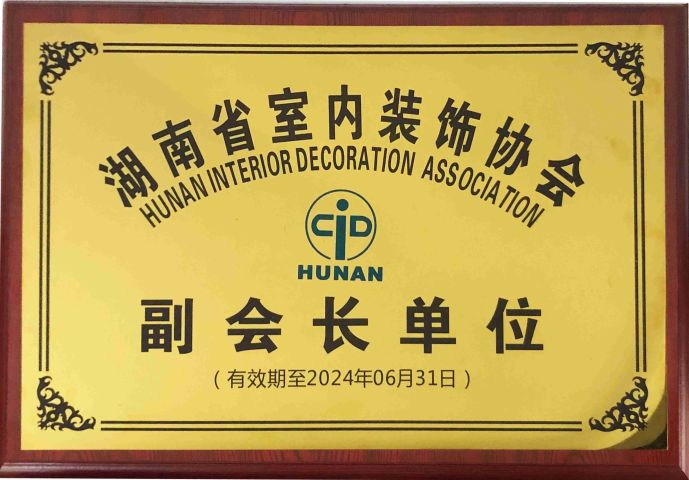 湖南省室内装饰协会
HUNAN INTERIOR DECORATION ASSOCIATION
CID
HUNAN
副会长单位
（有效期至2024年06月31日）